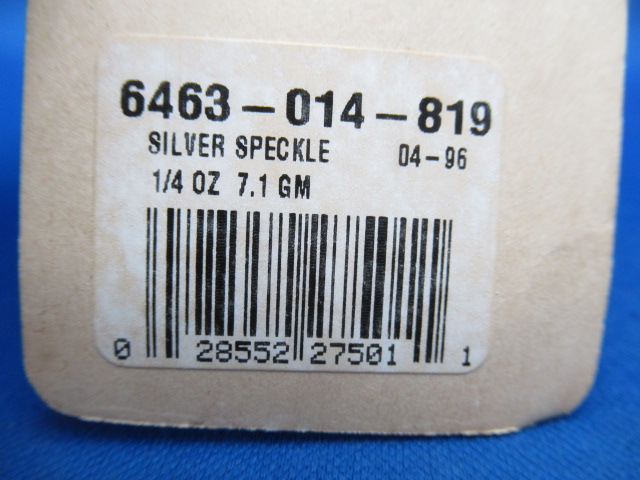 6463-014-819
SILVER SPECKLE 04-96
1/4 OZ 7.1 GM
0 28552 27501 1